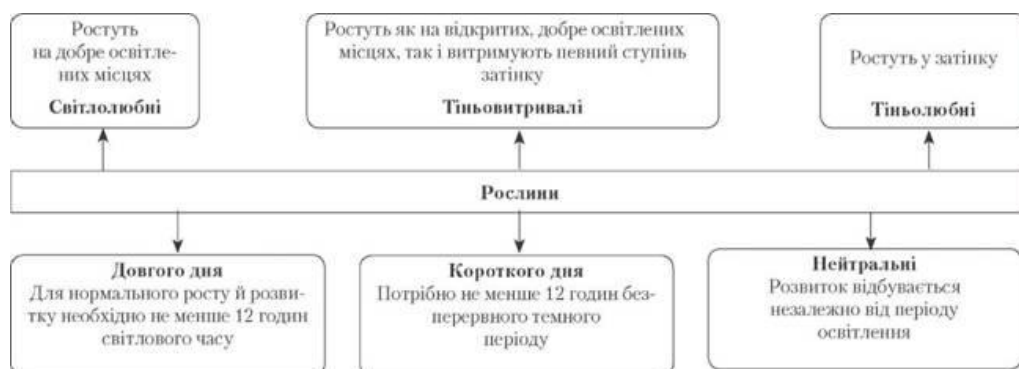 Ростуть
на добре освітле-
них місцях
Світлолюбні
Ростуть як на відкритих, добре освітлених
місцях, так і витримують певний ступінь
затінку
Тіньовитривалі
Ростуть у затінку
Тіньолюбні
Рослини
Довгого дня
Для нормального росту й розви-
тку необхідно не менше 12 годин
світлового часу
Короткого дня
Потрібно не менше 12 годин без-
перервного темного
періоду
Нейтральні
Розвиток відбувається
незалежно від періоду
освітлення